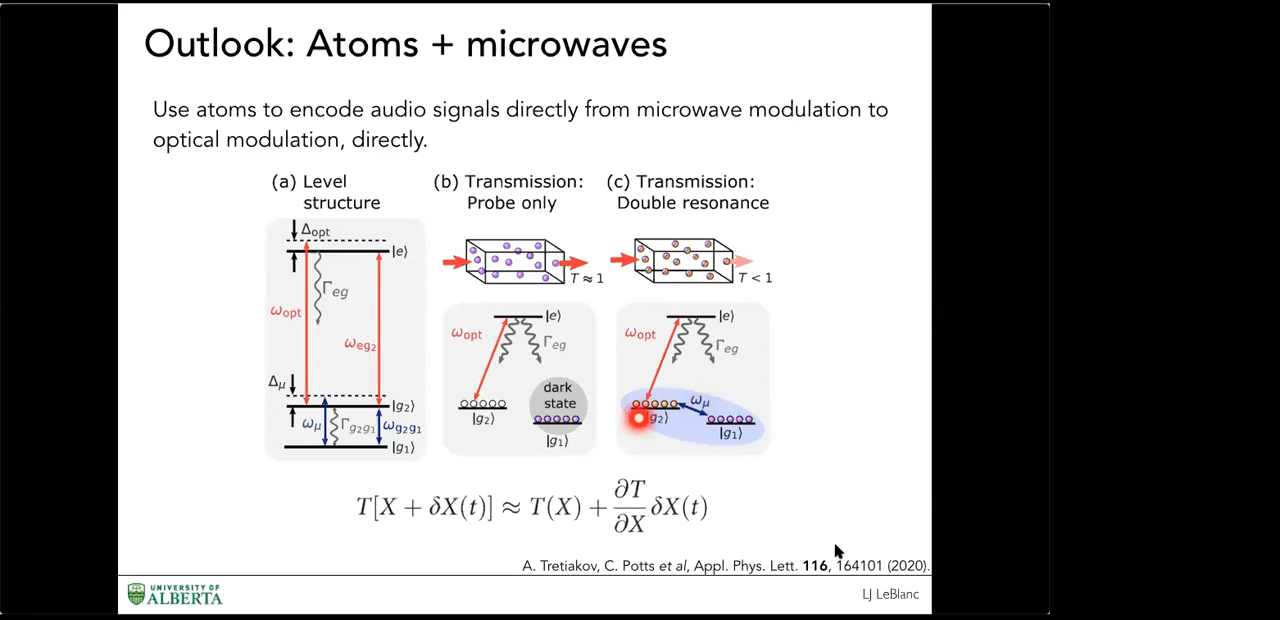 Outlook: Atoms + microwaves
Use atoms to encode audio signals directly from microwave modulation to
optical modulation, directly.
(a) Level
structure
(b) Transmission:
Probe only
(c) Transmission:
Double resonance
Δopt
|e⟩
Γeg
ωopt
ωeg2
Δμ
|g2⟩
ωμ
Γg2g1
ωg2g1
|g1⟩
T ≈ 1
|e⟩
ωopt
Γeg
dark
state
|g2⟩
|g1⟩
T < 1
|e⟩
ωopt
Γeg
ωμ
g2⟩
|g1⟩
T[X + δX(t)] ≈ T(X) + ∂T/∂X δX(t)
A. Tretiakov, C. Potts et al, Appl. Phys. Lett. 116, 164101 (2020).
UNIVERSITY OF
ALBERTA
LJ LeBlanc